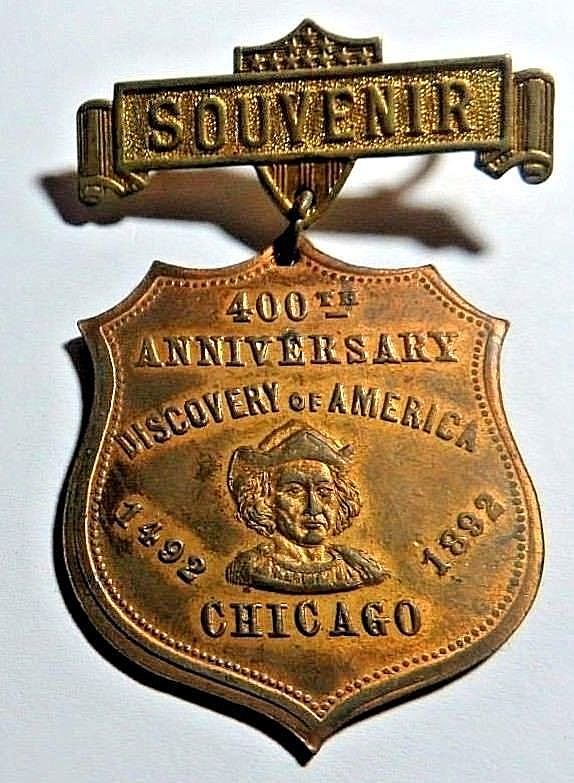 SOUVENIR
400TH
ANNIVERSARY
DISCOVERY OF AMERICA
1492 1892
CHICAGO